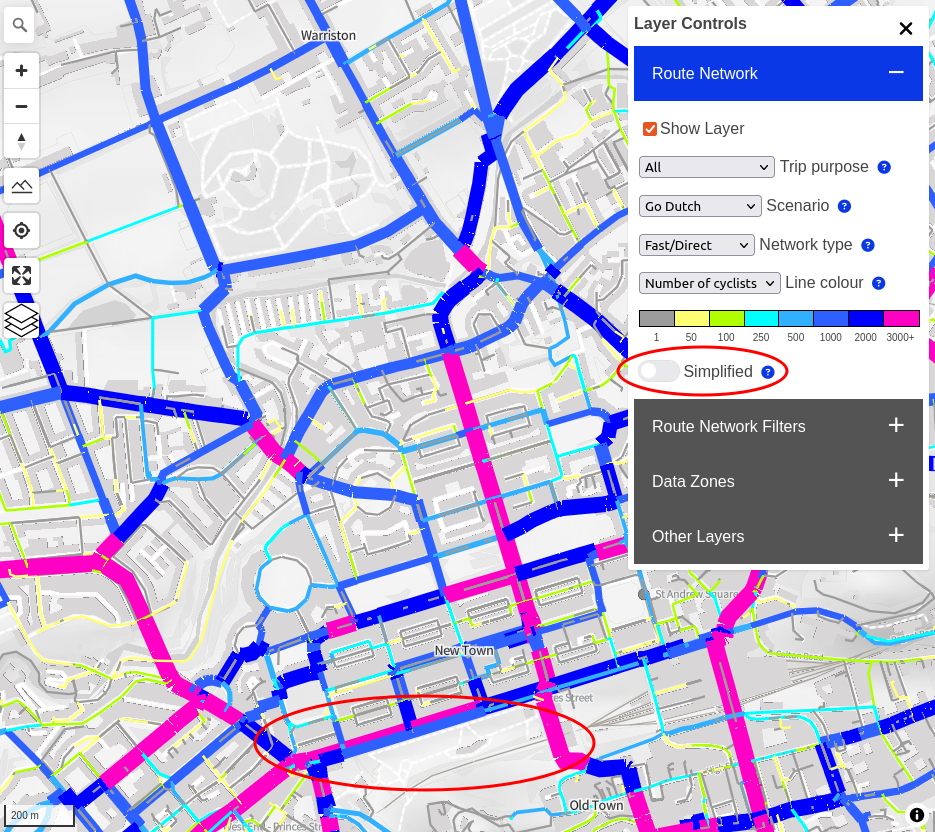 Warriston
Layer Controls
Route Network
Show Layer
All
Trip purpose
?
Go Dutch
Scenario
?
Fast/Direct
Network type
?
Number of cyclists
Line colour
?
1
50
100
250
500
1000
2000
3000+
Simplified
?
Route Network Filters
Data Zones
Other Layers
St Andrew Square
New Town
Calton Road
es Street
Old Town
200 m
West End - Princes Str